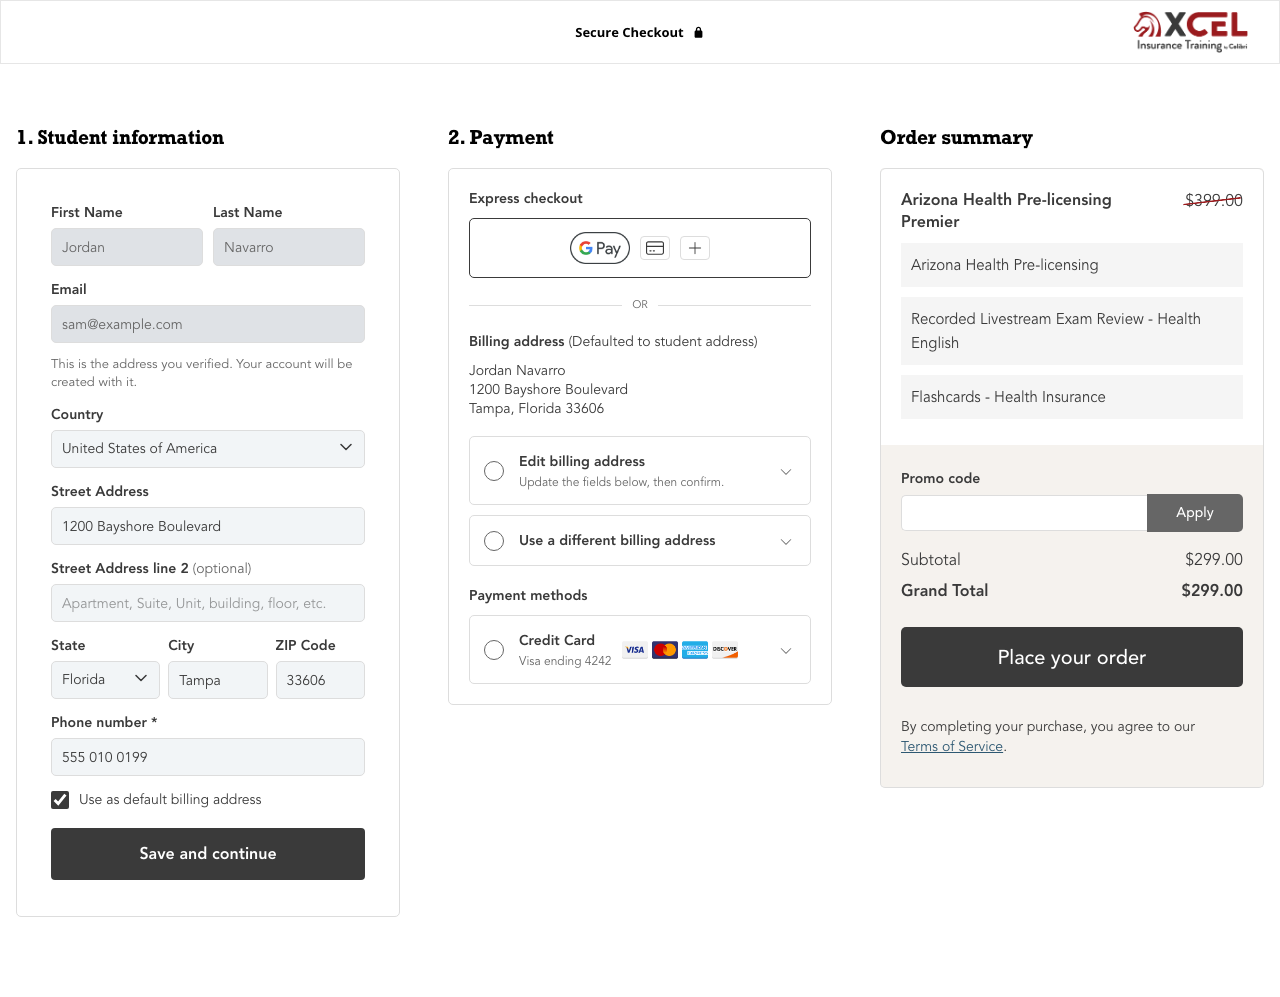 Secure Checkout
XCEL
Insurance Training by Colibri
1. Student information
First Name
Last Name
Jordan
Navarro
Email
sam@example.com
This is the address you verified. Your account will be
created with it.
Country
United States of America
Street Address
1200 Bayshore Boulevard
Street Address line 2 (optional)
Apartment, Suite, Unit, building, floor, etc.
State
City
ZIP Code
Florida
Tampa
33606
Phone number *
555 010 0199
Use as default billing address
Save and continue
2. Payment
Express checkout
G Pay
OR
Billing address (Defaulted to student address)
Jordan Navarro
1200 Bayshore Boulevard
Tampa, Florida 33606
Edit billing address
Update the fields below, then confirm.
Use a different billing address
Payment methods
Credit Card
Visa ending 4242
VISA
DISCOVER
Order summary
Arizona Health Pre-licensing
Premier
$399.00
Arizona Health Pre-licensing
Recorded Livestream Exam Review - Health
English
Flashcards - Health Insurance
Promo code
Apply
Subtotal
$299.00
Grand Total
$299.00
Place your order
By completing your purchase, you agree to our
Terms of Service.